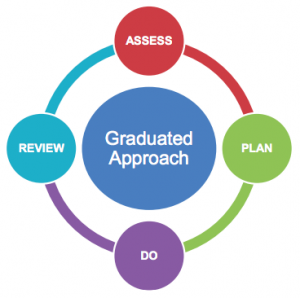 ASSESS
Graduated
Approach
REVIEW
PLAN
DO